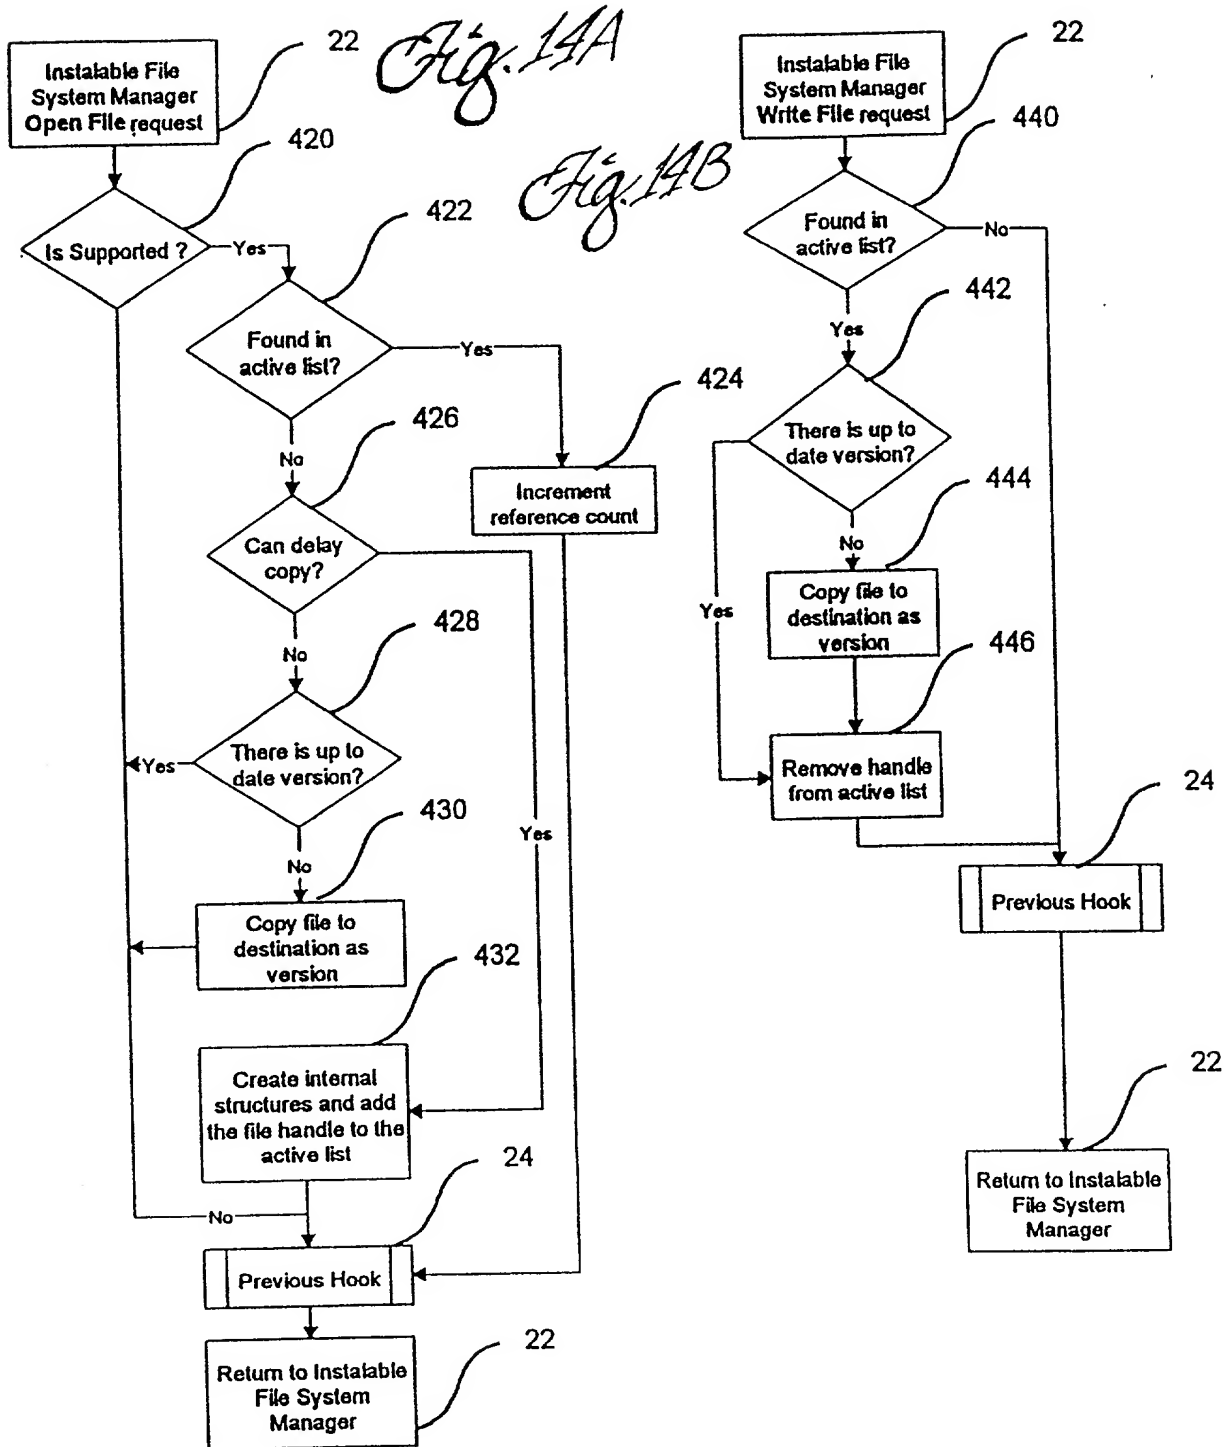 Fig. 14A
22
Instalable File
System Manager
Open File request
420
Is Supported ?
Yes
422
Found in
active list?
Yes
424
Increment
reference count
No
426
Can delay
copy?
Yes
No
428
There is up to
date version?
Yes
No
430
Copy file to
destination as
version
432
Create internal
structures and add
the file handle to the
active list
No
24
Previous Hook
22
Return to Instalable
File System
Manager
Fig. 14B
22
Instalable File
System Manager
Write File request
440
Found in
active list?
No
Yes
442
There is up to
date version?
Yes
No
444
Copy file to
destination as
version
446
Remove handle
from active list
24
Previous Hook
22
Return to Instalable
File System
Manager